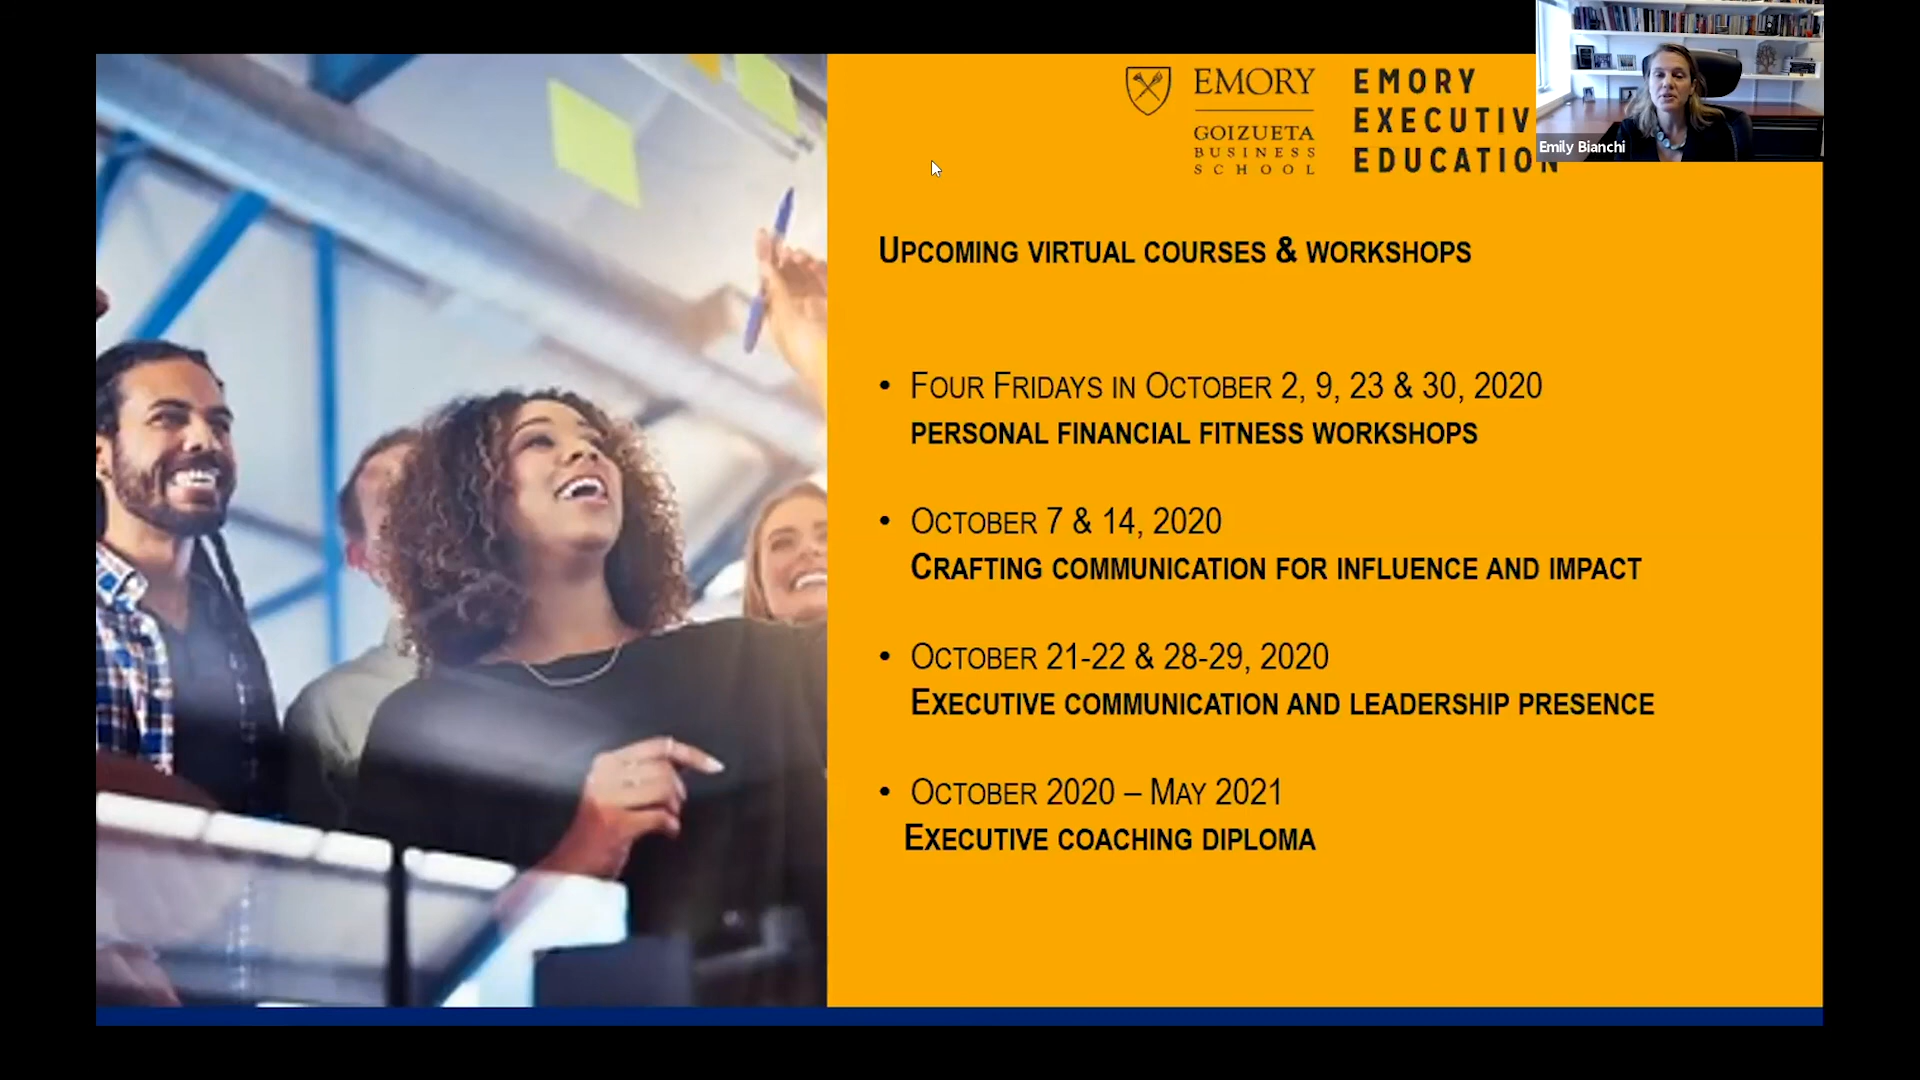 EMORY
GOIZUETA
BUSINESS
SCHOOL
EMORY
EXECUTIV
EDUCATION
Emily Bianchi
UPCOMING VIRTUAL COURSES & WORKSHOPS
• FOUR FRIDAYS IN OCTOBER 2, 9, 23 & 30, 2020
PERSONAL FINANCIAL FITNESS WORKSHOPS
• OCTOBER 7 & 14, 2020
CRAFTING COMMUNICATION FOR INFLUENCE AND IMPACT
• OCTOBER 21-22 & 28-29, 2020
EXECUTIVE COMMUNICATION AND LEADERSHIP PRESENCE
• OCTOBER 2020 – MAY 2021
EXECUTIVE COACHING DIPLOMA